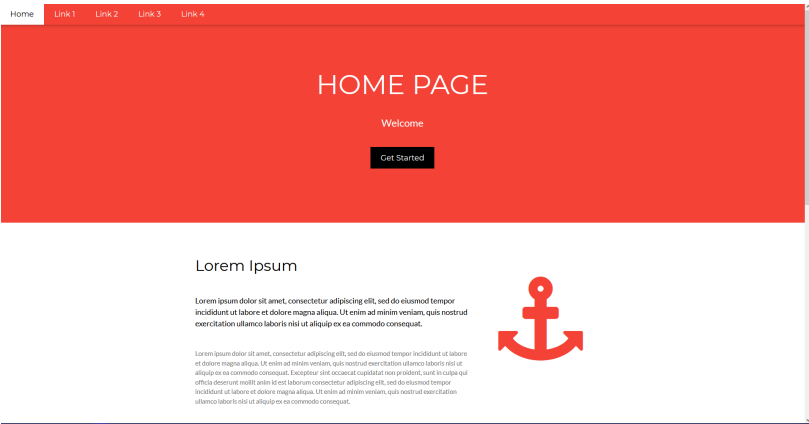 Home Link 1 Link 2 Link 3 Link 4
HOME PAGE
Welcome
Get Started
Lorem Ipsum
Lorem ipsum dolor sit amet, consectetur adipiscing elit, sed do eiusmod tempor
incididunt ut labore et dolore magna aliqua. Ut enim ad minim veniam, quis nostrud
exercitation ullamco laboris nisi ut aliquip ex ea commodo consequat.
Lorem ipsum dolor sit amet, consectetur adipiscing elit, sed do eiusmod tempor incididunt ut labore
et dolore magna aliqua. Ut enim ad minim veniam, quis nostrud exercitation ullamco laboris nisi ut
aliquip ex ea commodo consequat. Excepteur sint occaecat cupidatat non proident, sunt in culpa qui
officia deserunt mollit anim id est laborum consectetur adipiscing elit, sed do eiusmod tempor
incididunt ut labore et dolore magna aliqua. Ut enim ad minim veniam, quis nostrud exercitation
ullamco laboris nisi ut aliquip ex ea commodo consequat.